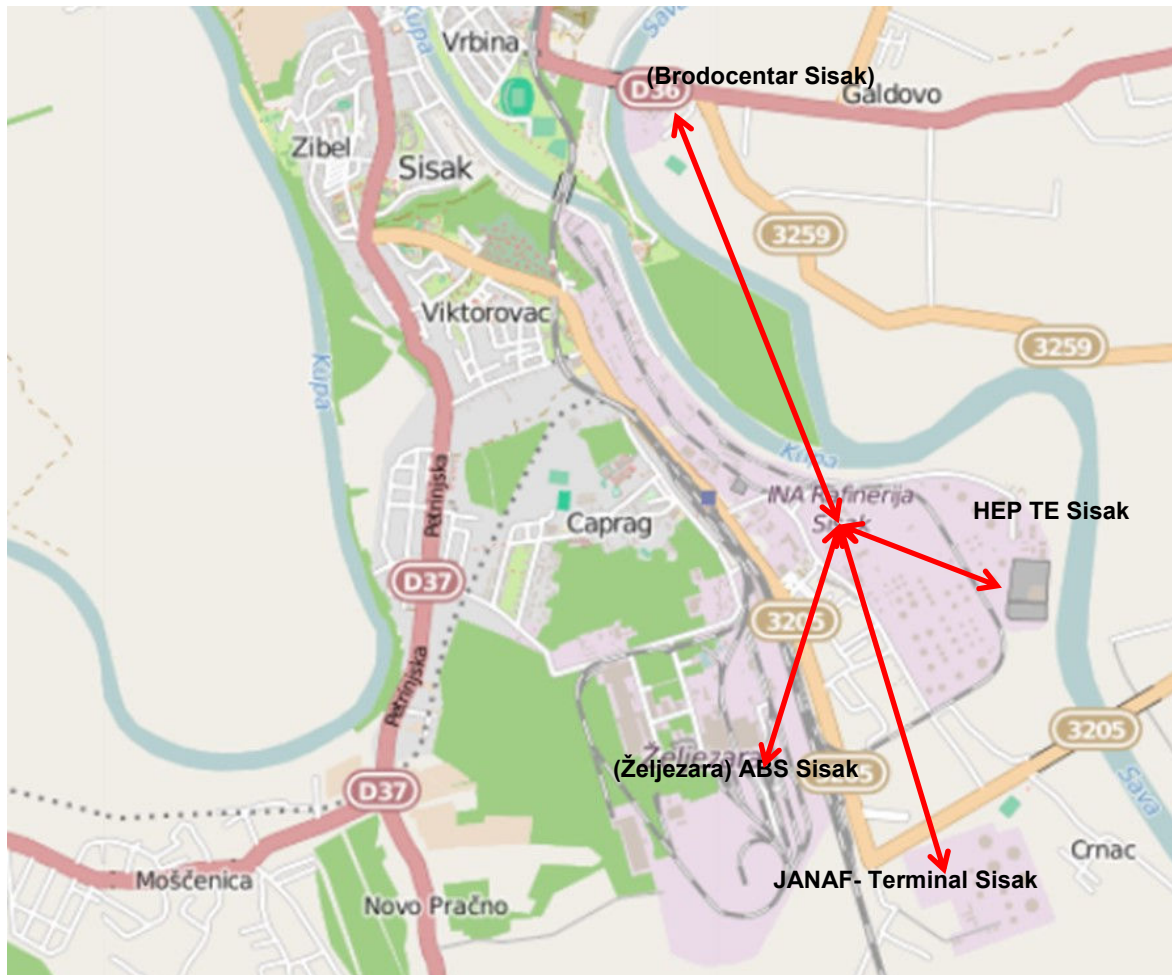 Kupa
Vrbina
Sava
(Brodocentar Sisak)
D36
Galdovo
Zibel
Sisak
3259
Viktorovac
3259
Kupa
Petrinjska
Kupa
INA Rafinerija
Sisak
HEP TE Sisak
Caprag
D37
3205
Petrinjska
3205
Željezara
(Željezara) ABS Sisak
3205
D37
Sava
Crnac
Moščenica
JANAF- Terminal Sisak
Novo Pračno